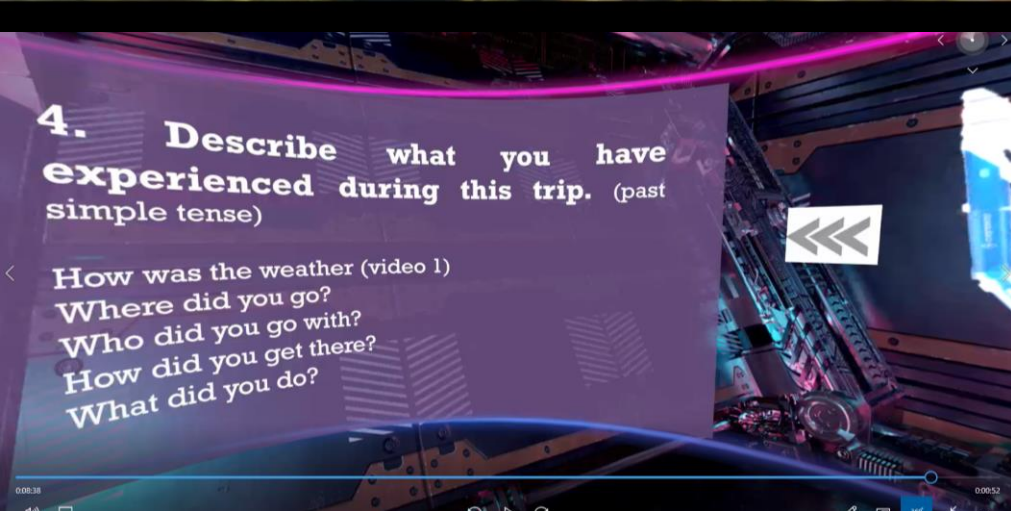 4. Describe what you have
experienced during this trip. (past
simple tense)
How was the weather (video 1)
Where did you go?
Who did you go with?
How did you get there?
What did you do?
0:08:38
0:00:52